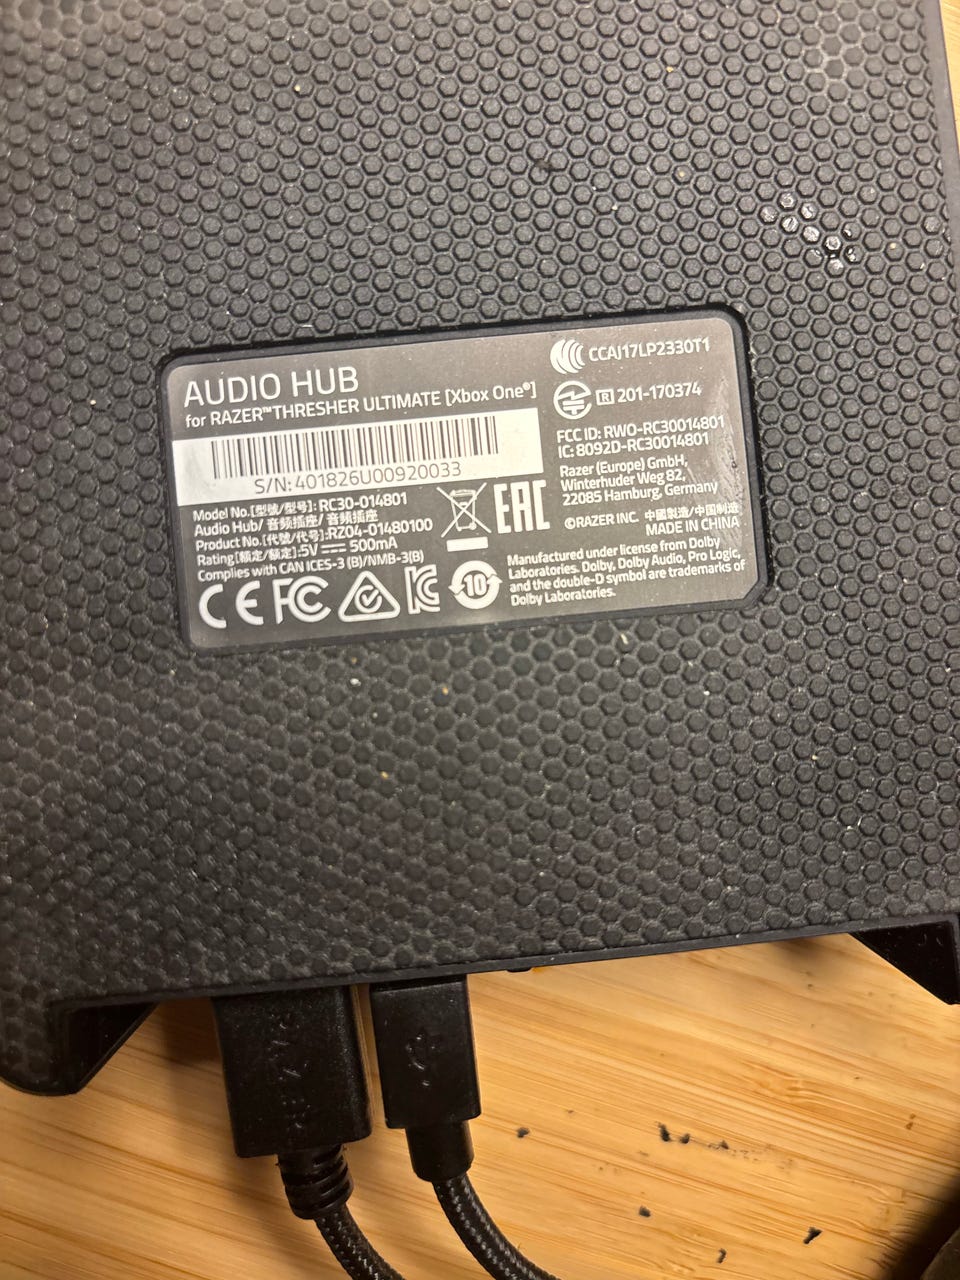 AUDIO HUB
for RAZER™ THRESHER ULTIMATE [Xbox One®]
S/N: 401826U00920033
Model No.[型號/型号]: RC30-014801
Audio Hub/ 音频插座/ 音頻插座
Product No.[代號/代号]:RZ04-01480100
Rating[額定/额定]:5V⎓500mA
Complies with CAN ICES-3 (B)/NMB-3(B)
CE FC
10
EAC
CCAJ17LP2330T1
R 201-170374
FCC ID: RWO-RC30014801
IC: 8092D-RC30014801
Razer (Europe) GmbH,
Winterhuder Weg 82,
22085 Hamburg, Germany
©RAZER INC. 中國製造/中国制造
MADE IN CHINA
Manufactured under license from Dolby
Laboratories. Dolby, Dolby Audio, Pro Logic,
and the double-D symbol are trademarks of
Dolby Laboratories.